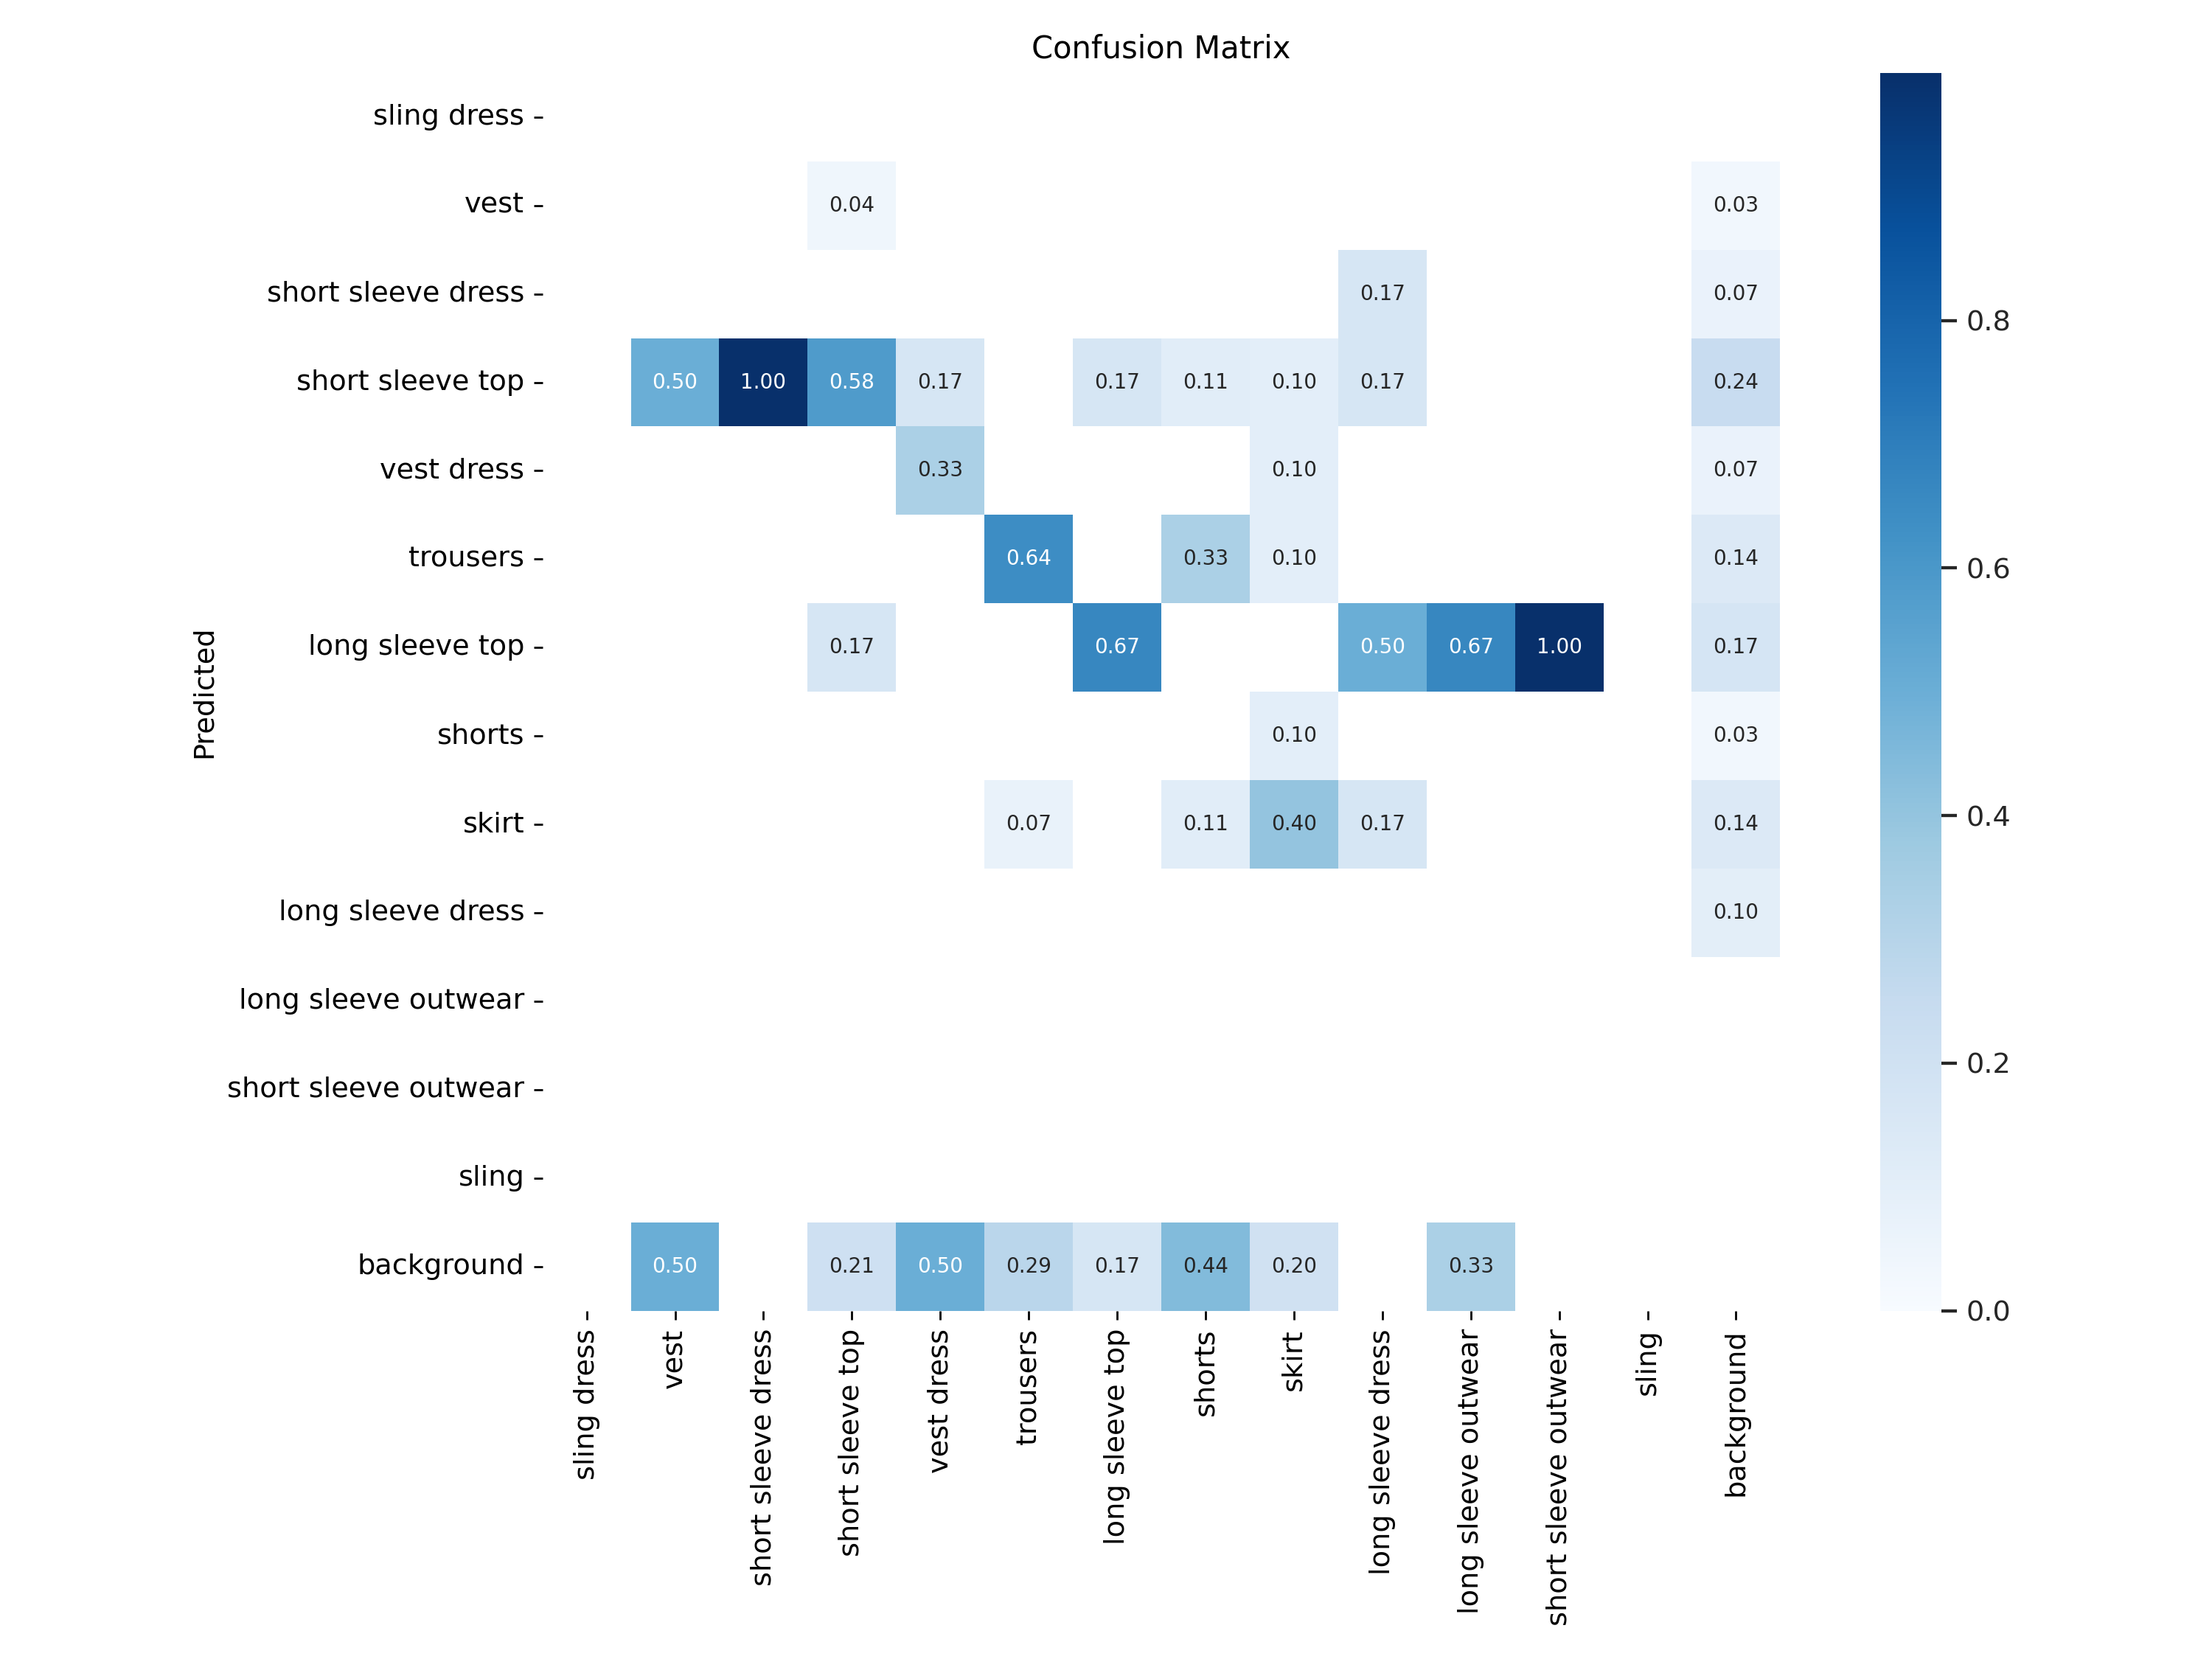 Confusion Matrix
sling dress
vest 0.04 0.03
short sleeve dress 0.17 0.07
short sleeve top 0.50 1.00 0.58 0.17 0.17 0.11 0.10 0.17 0.24
vest dress 0.33 0.10 0.07
trousers 0.64 0.33 0.10 0.14
long sleeve top 0.17 0.67 0.50 0.67 1.00 0.17
shorts 0.10 0.03
skirt 0.07 0.11 0.40 0.17 0.14
long sleeve dress 0.10
long sleeve outwear
short sleeve outwear
sling
background 0.50 0.21 0.50 0.29 0.17 0.44 0.20 0.33
Predicted
sling dress
vest
short sleeve dress
short sleeve top
vest dress
trousers
long sleeve top
shorts
skirt
long sleeve dress
long sleeve outwear
short sleeve outwear
sling
background
0.8
0.6
0.4
0.2
0.0